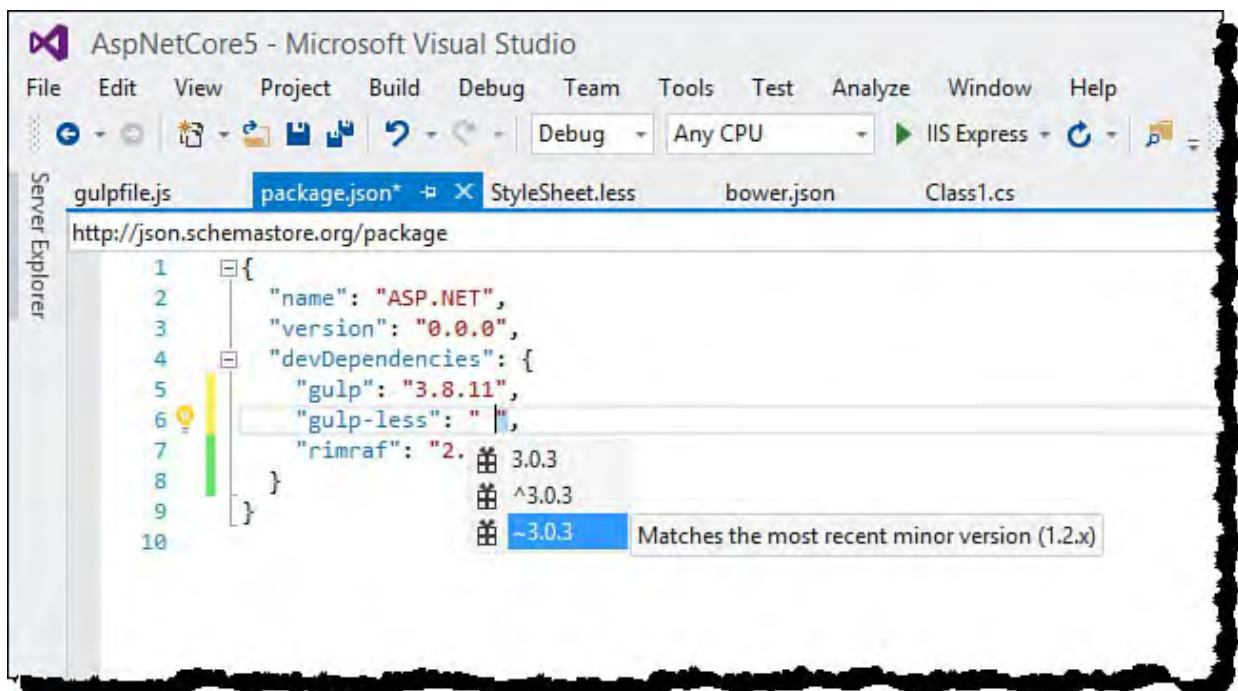 AspNetCore5 - Microsoft Visual Studio
File Edit View Project Build Debug Team Tools Test Analyze Window Help
Debug Any CPU IIS Express
Server Explorer
gulpfile.js package.json* StyleSheet.less bower.json Class1.cs
http://json.schemastore.org/package
1 {
2 "name": "ASP.NET",
3 "version": "0.0.0",
4 "devDependencies": {
5 "gulp": "3.8.11",
6 "gulp-less": " ",
7 "rimraf": "2.
8 }
9 }
10
3.0.3
^3.0.3
~3.0.3 Matches the most recent minor version (1.2.x)